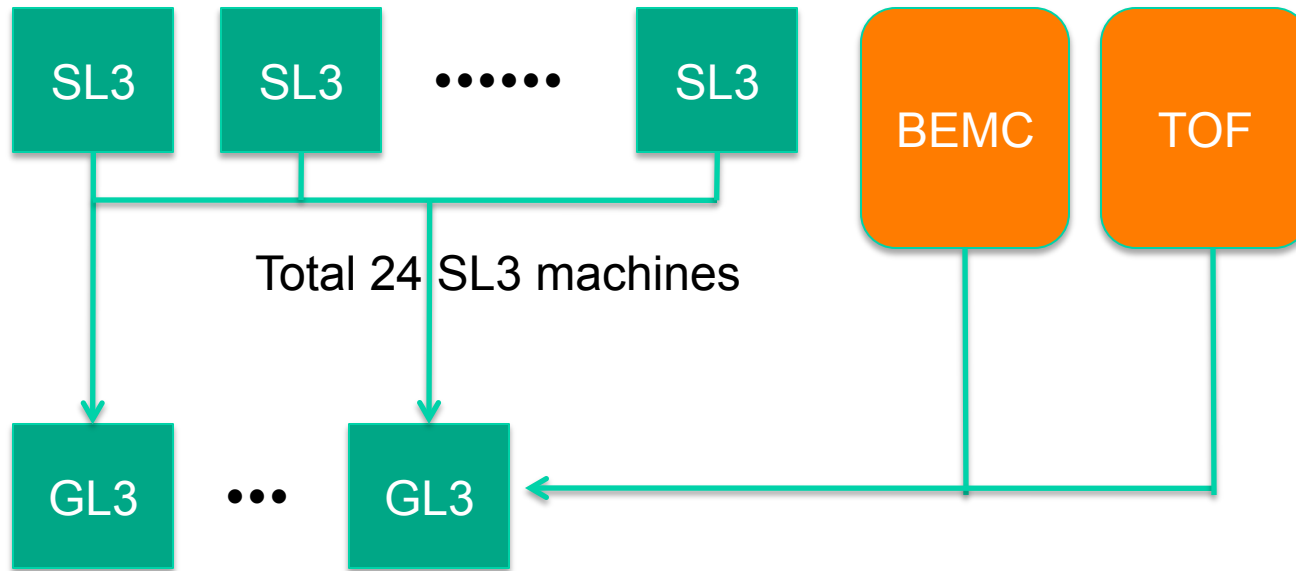 SL3
SL3
••••••
SL3
BEMC
TOF
Total 24 SL3 machines
GL3
•••
GL3